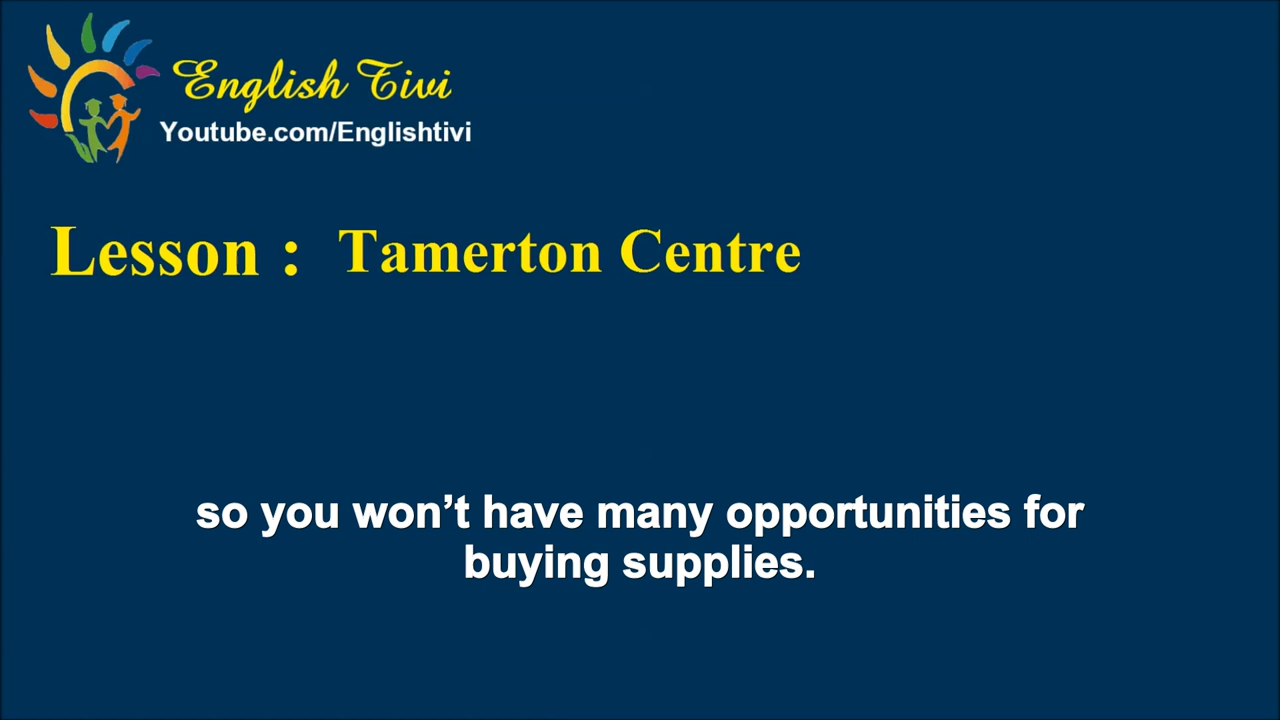 English Tivi
Youtube.com/Englishtivi
Lesson : Tamerton Centre
so you won’t have many opportunities for
buying supplies.